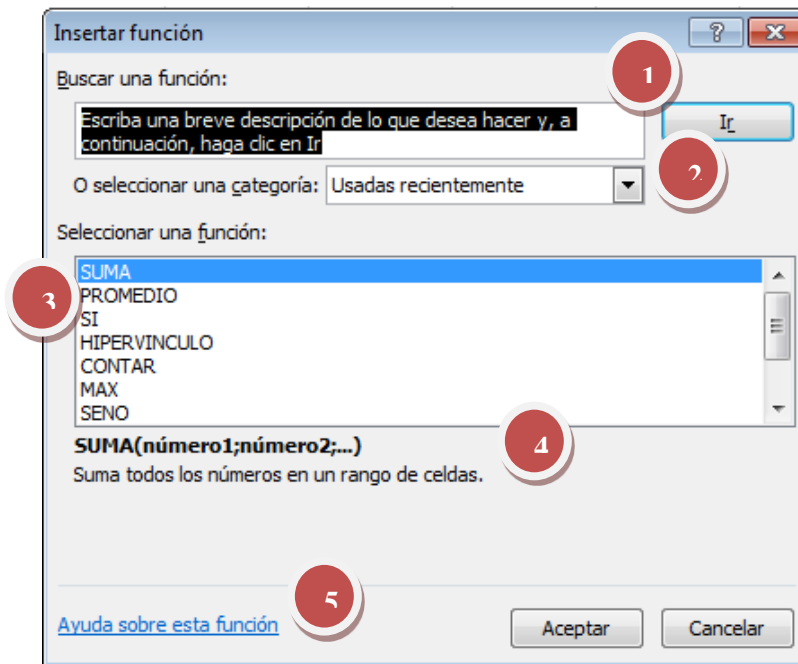 Insertar función
1
Buscar una función:
Escriba una breve descripción de lo que desea hacer y, a
continuación, haga clic en Ir
Ir
2
O seleccionar una categoría: Usadas recientemente
Seleccionar una función:
3
SUMA
PROMEDIO
SI
HIPERVINCULO
CONTAR
MAX
SENO
4
SUMA(número1;número2;...)
Suma todos los números en un rango de celdas.
5
Ayuda sobre esta función
Aceptar
Cancelar